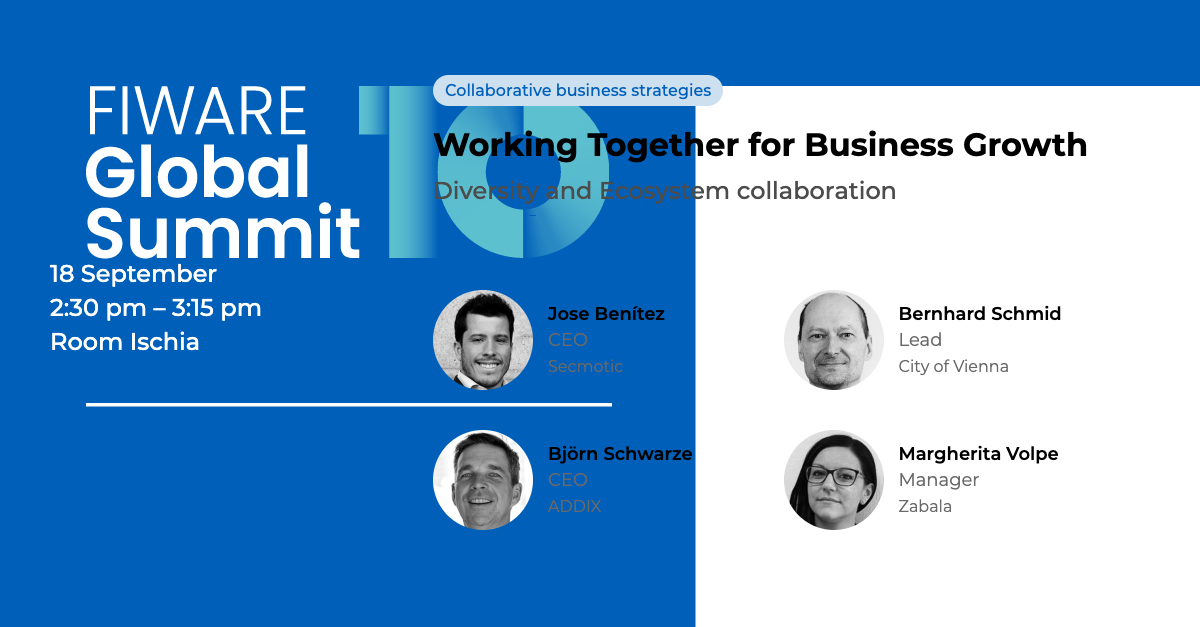 FIWARE
Global
Summit
10
18 September
2:30 pm – 3:15 pm
Room Ischia
Collaborative business strategies
Working Together for Business Growth
Diversity and Ecosystem collaboration
Jose Benítez
CEO
Secmotic
Bernhard Schmid
Lead
City of Vienna
Björn Schwarze
CEO
ADDIX
Margherita Volpe
Manager
Zabala